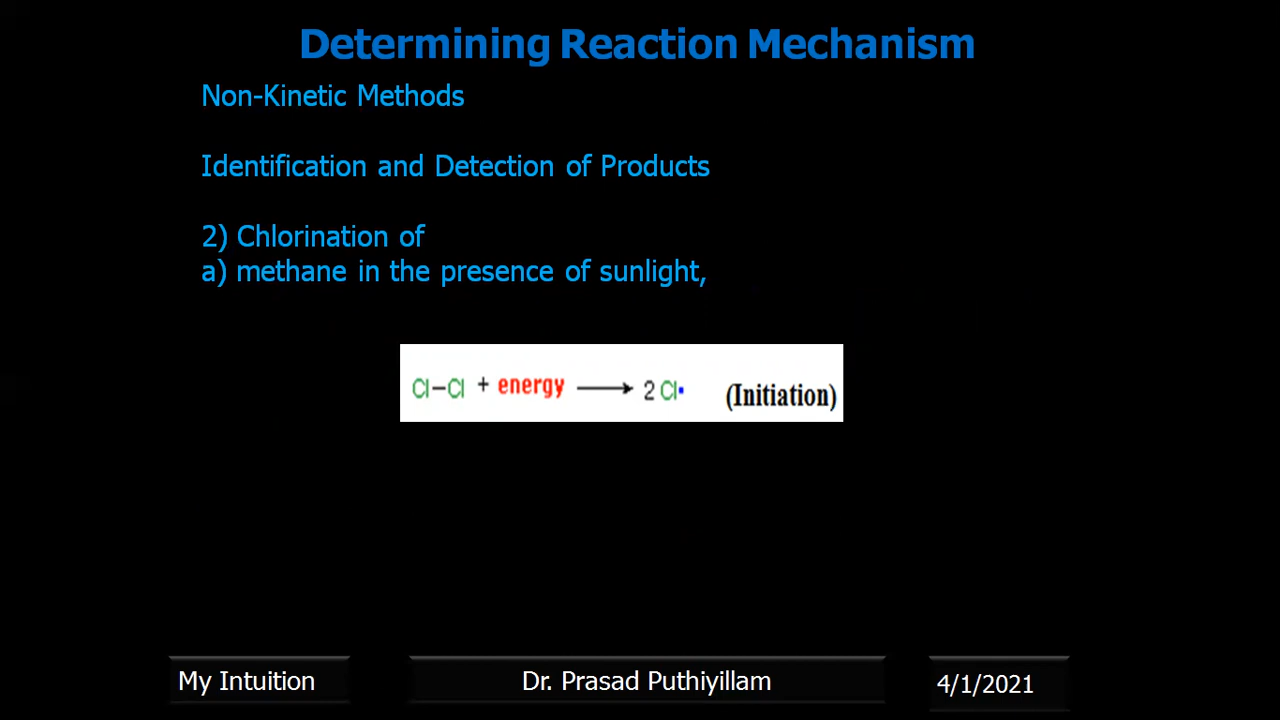 Determining Reaction Mechanism
Non-Kinetic Methods
Identification and Detection of Products
2) Chlorination of
a) methane in the presence of sunlight,
Cl–Cl + energy ⟶ 2 Cl• (Initiation)
My Intuition
Dr. Prasad Puthiyillam
4/1/2021